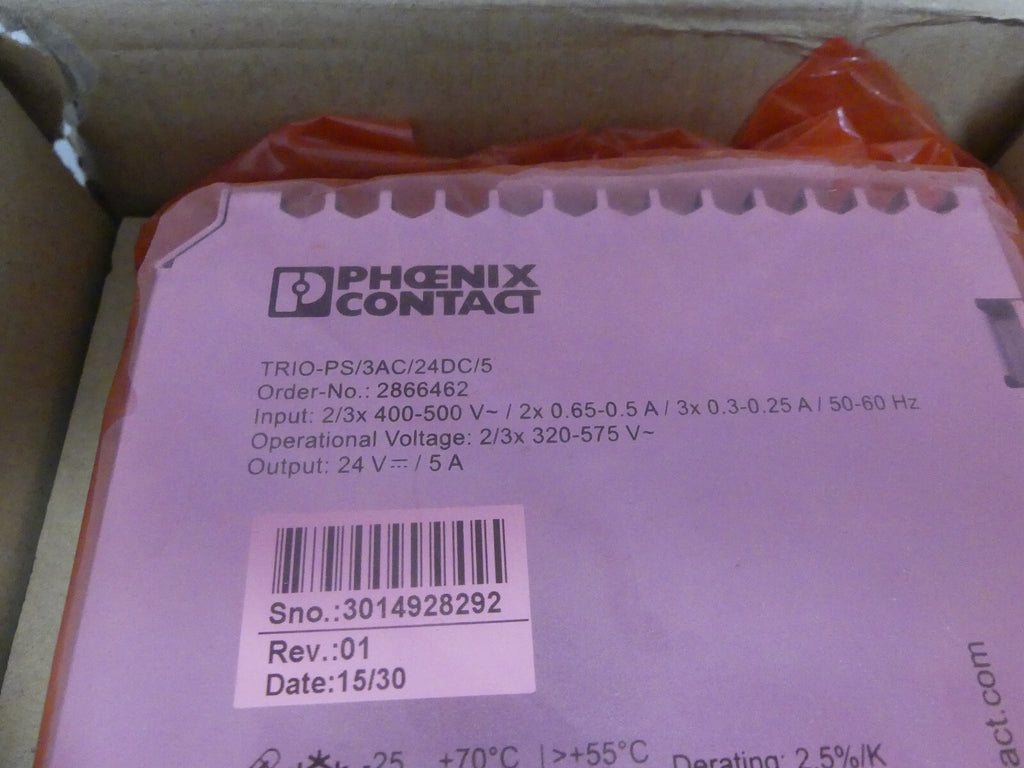 PHŒNIX
CONTACT
TRIO-PS/3AC/24DC/5
Order-No.: 2866462
Input: 2/3x 400-500 V~ / 2x 0.65-0.5 A / 3x 0.3-0.25 A / 50-60 Hz
Operational Voltage: 2/3x 320-575 V~
Output: 24 V⎓ / 5 A
Sno.:3014928292
Rev.:01
Date:15/30
-25 +70°C | >+55°C Derating: 2.5%/K
act.com